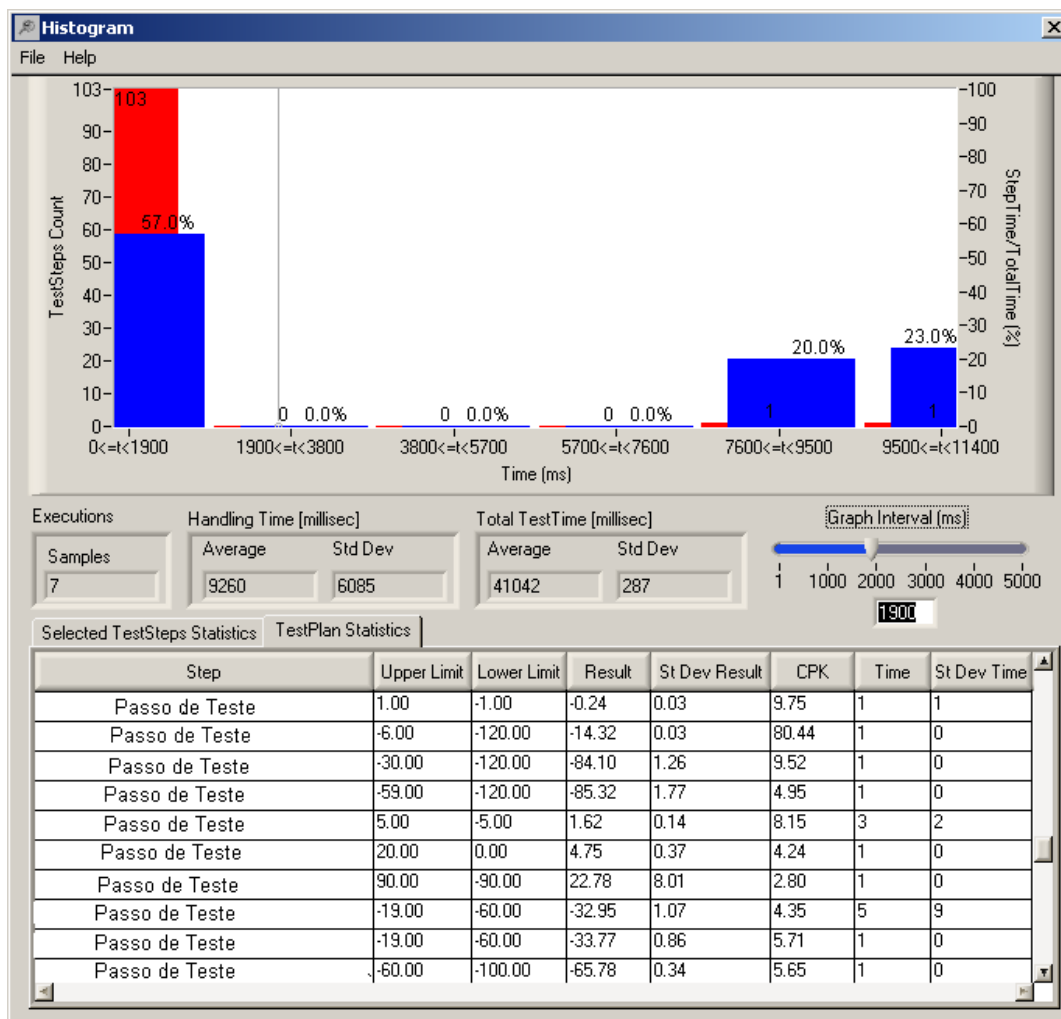 Histogram
File Help
103
90
80
70
60
50
40
30
20
10
0
TestSteps Count
103
57.0%
0 0.0%
0 0.0%
0 0.0%
20.0%
1
23.0%
1
100
90
80
70
60
50
40
30
20
10
0
StepTime/TotalTime (%)
0<=t<1900 1900<=t<3800 3800<=t<5700 5700<=t<7600 7600<=t<9500 9500<=t<11400
Time (ms)
Executions
Samples
7
Handling Time [millisec]
Average Std Dev
9260 6085
Total TestTime [millisec]
Average Std Dev
41042 287
Graph Interval (ms)
1 1000 2000 3000 4000 5000
1900
Selected TestSteps Statistics TestPlan Statistics
Step Upper Limit Lower Limit Result St Dev Result CPK Time St Dev Time
Passo de Teste 1.00 -1.00 -0.24 0.03 9.75 1 1
Passo de Teste -6.00 -120.00 -14.32 0.03 80.44 1 0
Passo de Teste -30.00 -120.00 -84.10 1.26 9.52 1 0
Passo de Teste -59.00 -120.00 -85.32 1.77 4.95 1 0
Passo de Teste 5.00 -5.00 1.62 0.14 8.15 3 2
Passo de Teste 20.00 0.00 4.75 0.37 4.24 1 0
Passo de Teste 90.00 -90.00 22.78 8.01 2.80 1 0
Passo de Teste -19.00 -60.00 -32.95 1.07 4.35 5 9
Passo de Teste -19.00 -60.00 -33.77 0.86 5.71 1 0
Passo de Teste -60.00 -100.00 -65.78 0.34 5.65 1 0